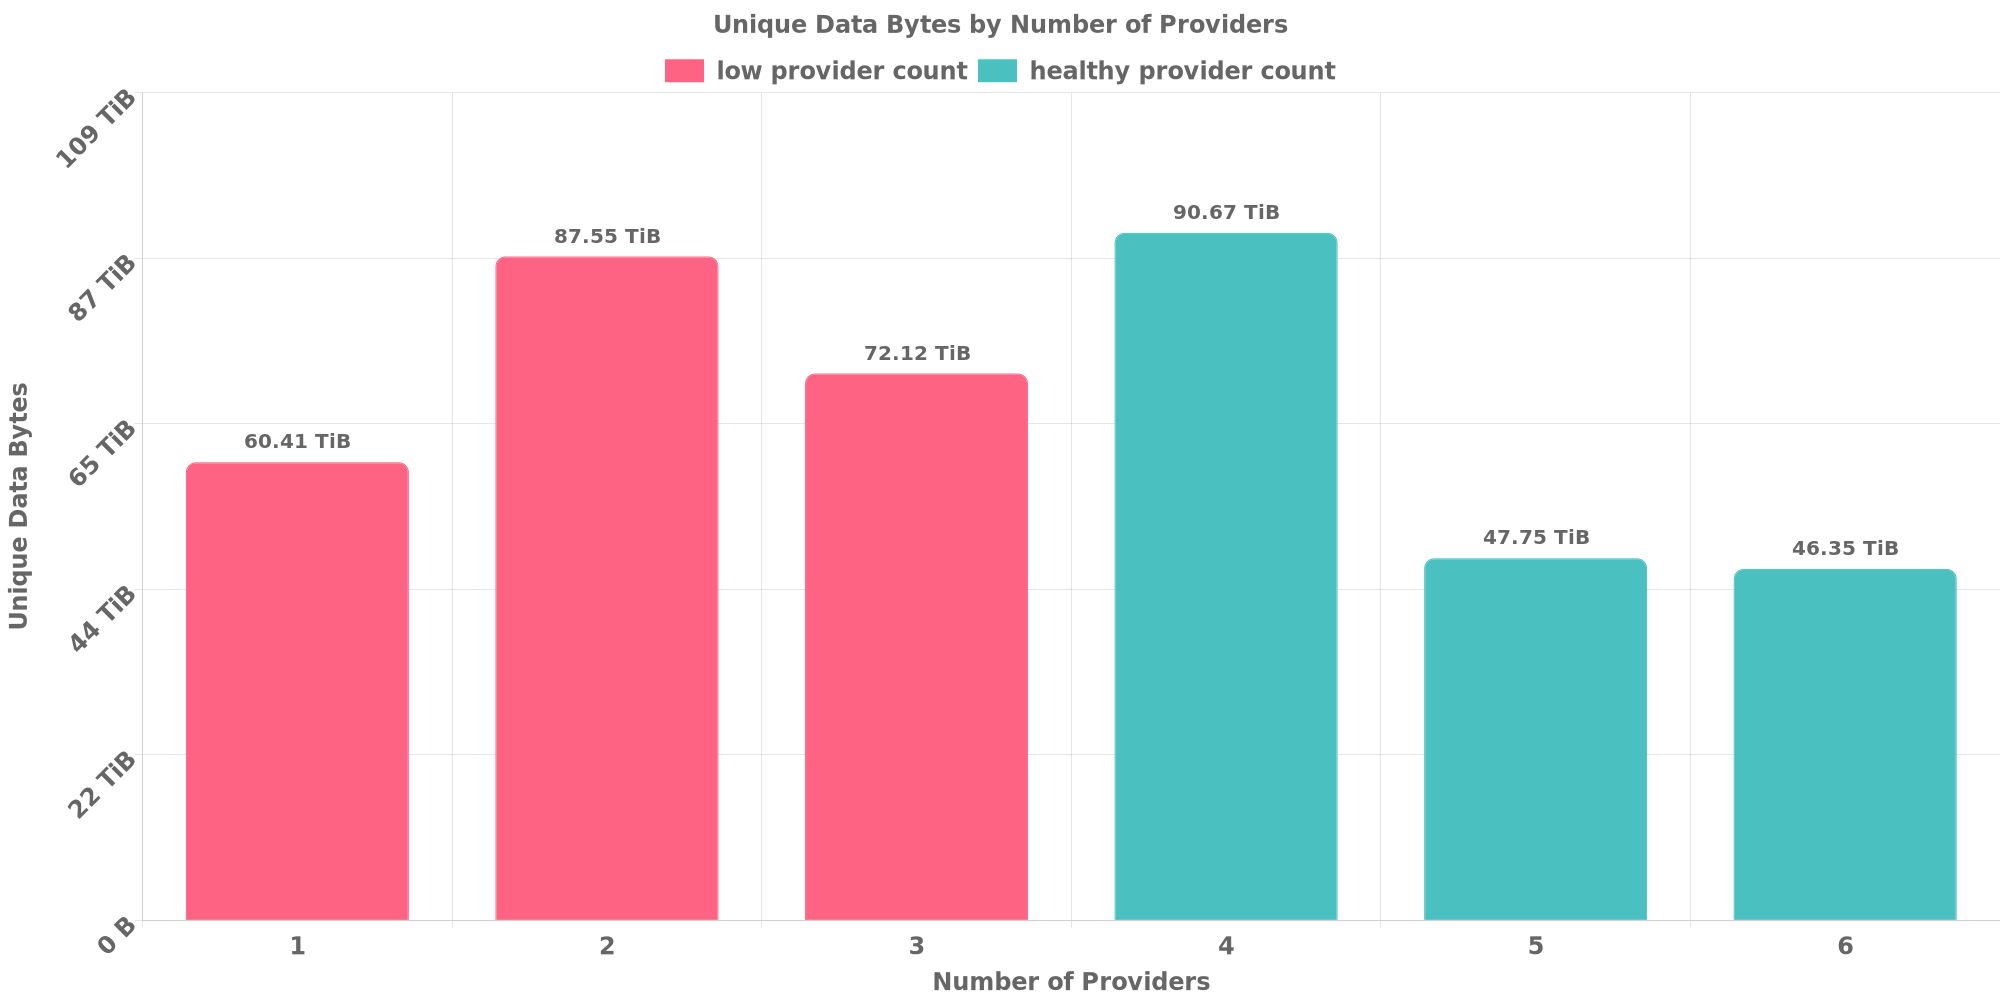 Unique Data Bytes by Number of Providers
low provider count healthy provider count
109 TiB
87 TiB
65 TiB
44 TiB
22 TiB
0 B
Unique Data Bytes
60.41 TiB
87.55 TiB
72.12 TiB
90.67 TiB
47.75 TiB
46.35 TiB
1 2 3 4 5 6
Number of Providers